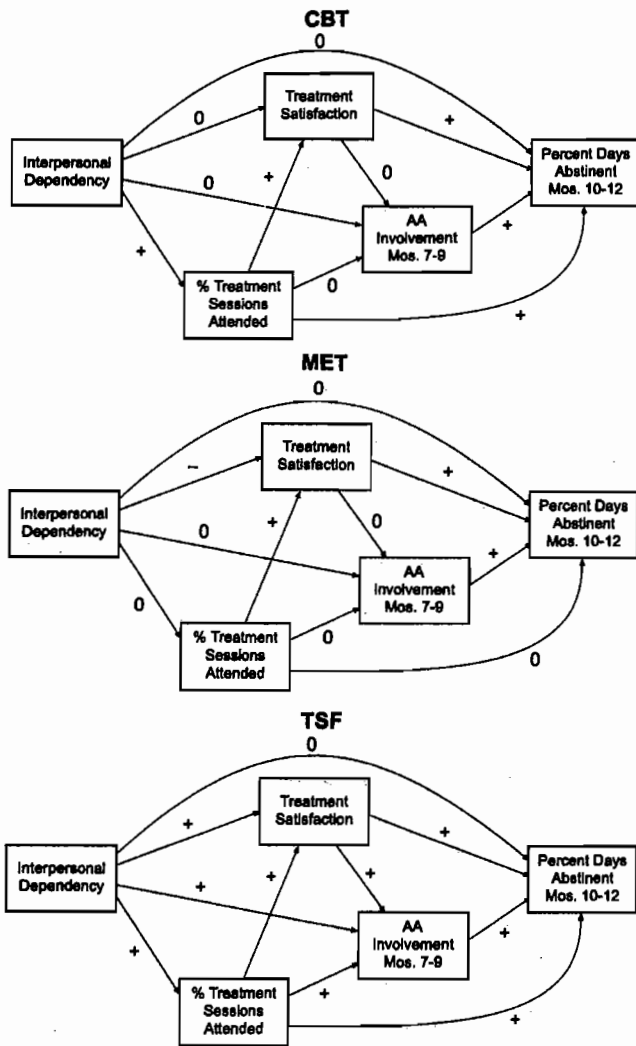 CBT
0
Treatment
Satisfaction
0
+
Interpersonal
Dependency
Percent Days
Abstinent
Mos. 10-12
+
0
0
AA
Involvement
Mos. 7-9
+
+
% Treatment
Sessions
Attended
0
+
MET
0
Treatment
Satisfaction
–
+
Interpersonal
Dependency
Percent Days
Abstinent
Mos. 10-12
+
0
0
AA
Involvement
Mos. 7-9
+
0
% Treatment
Sessions
Attended
0
0
TSF
0
Treatment
Satisfaction
+
+
Interpersonal
Dependency
Percent Days
Abstinent
Mos. 10-12
+
+
+
AA
Involvement
Mos. 7-9
+
+
% Treatment
Sessions
Attended
+
+